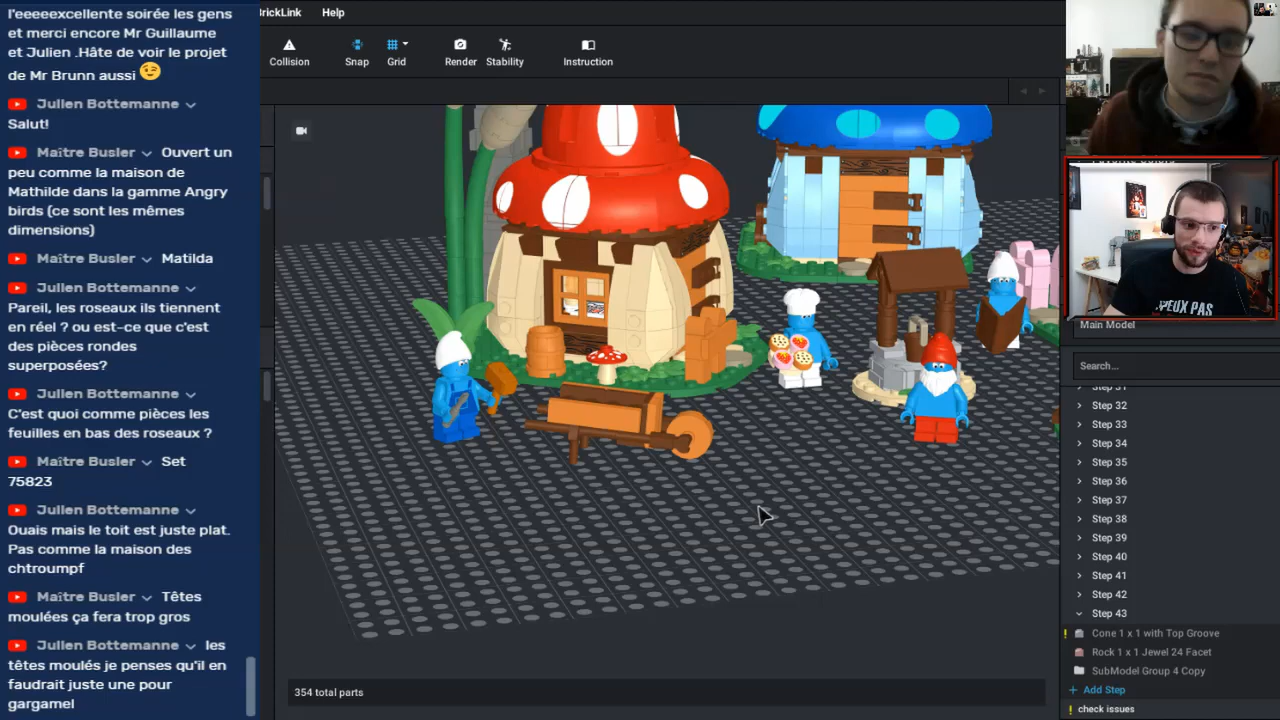 l'eeeeexcellente soirée les gens
et merci encore Mr Guillaume
et Julien .Hâte de voir le projet
de Mr Brunn aussi 😉
Julien Bottemanne
Salut!
Maître Busler Ouvert un
peu comme la maison de
Mathilde dans la gamme Angry
birds (ce sont les mêmes
dimensions)
Maître Busler Matilda
Julien Bottemanne
Pareil, les roseaux ils tiennent
en réel ? ou est-ce que c'est
des pièces rondes
superposées?
Julien Bottemanne
C'est quoi comme pièces les
feuilles en bas des roseaux ?
Maître Busler Set
75823
Julien Bottemanne
Ouais mais le toit est juste plat.
Pas comme la maison des
chtroumpf
Maître Busler Têtes
moulées ça fera trop gros
Julien Bottemanne les
têtes moulés je penses qu'il en
faudrait juste une pour
gargamel
BrickLink Help
Collision Snap Grid Render Stability Instruction
354 total parts
PEUX PAS
Main Model
Search...
Step 31
Step 32
Step 33
Step 34
Step 35
Step 36
Step 37
Step 38
Step 39
Step 40
Step 41
Step 42
Step 43
Cone 1 x 1 with Top Groove
Rock 1 x 1 Jewel 24 Facet
SubModel Group 4 Copy
+ Add Step
! check issues